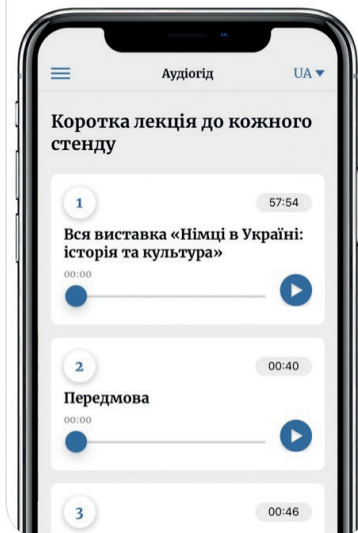 Аудіогід
UA ▼
Коротка лекція до кожного
стенду
1
57:54
Вся виставка «Німці в Україні:
історія та культура»
00:00
2
00:40
Передмова
00:00
3
00:46